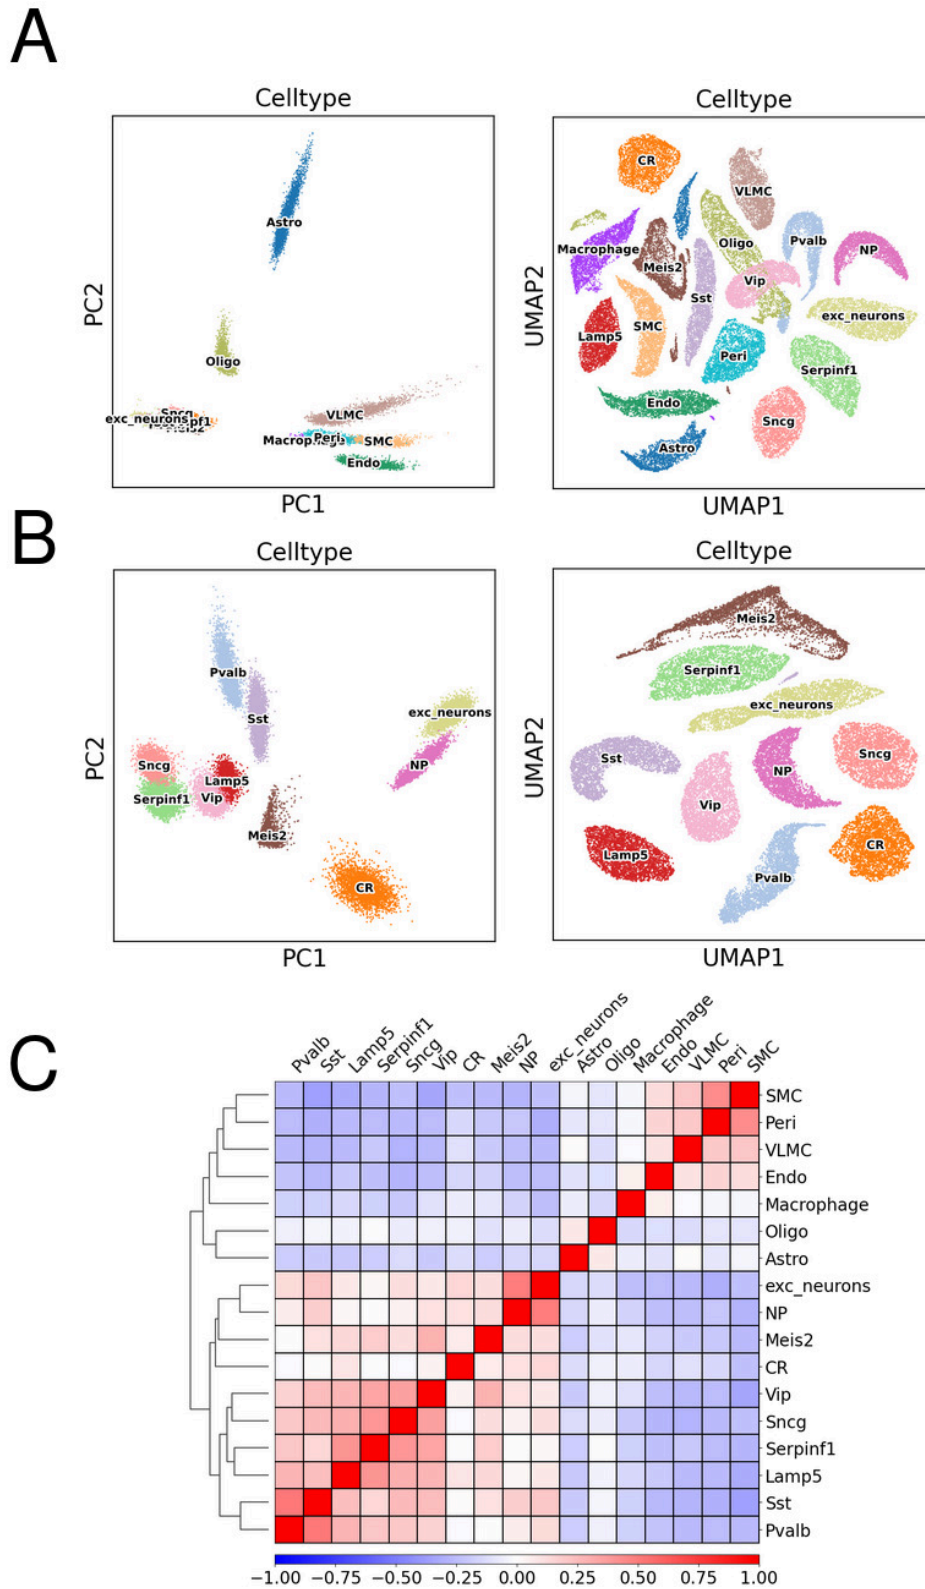 A
Celltype
Astro
Oligo
Sncg
exc_neurons
VLMC
Macrophage
Peri
SMC
Endo
PC2
PC1
Celltype
CR
VLMC
Macrophage
Meis2
Oligo
Pvalb
NP
Vip
Sst
SMC
exc_neurons
Lamp5
Peri
Serpinf1
Endo
Sncg
Astro
UMAP2
UMAP1
B
Celltype
Pvalb
Sst
exc_neurons
NP
Sncg
Lamp5
Serpinf1
Vip
Meis2
CR
PC2
PC1
Celltype
Meis2
Serpinf1
exc_neurons
Sst
Sncg
NP
Vip
CR
Lamp5
Pvalb
UMAP2
UMAP1
C
Pvalb
Sst
Lamp5
Serpinf1
Sncg
Vip
CR
Meis2
NP
exc_neurons
Astro
Oligo
Macrophage
Endo
VLMC
Peri
SMC
SMC
Peri
VLMC
Endo
Macrophage
Oligo
Astro
exc_neurons
NP
Meis2
CR
Vip
Sncg
Serpinf1
Lamp5
Sst
Pvalb
−1.00 −0.75 −0.50 −0.25 0.00 0.25 0.50 0.75 1.00